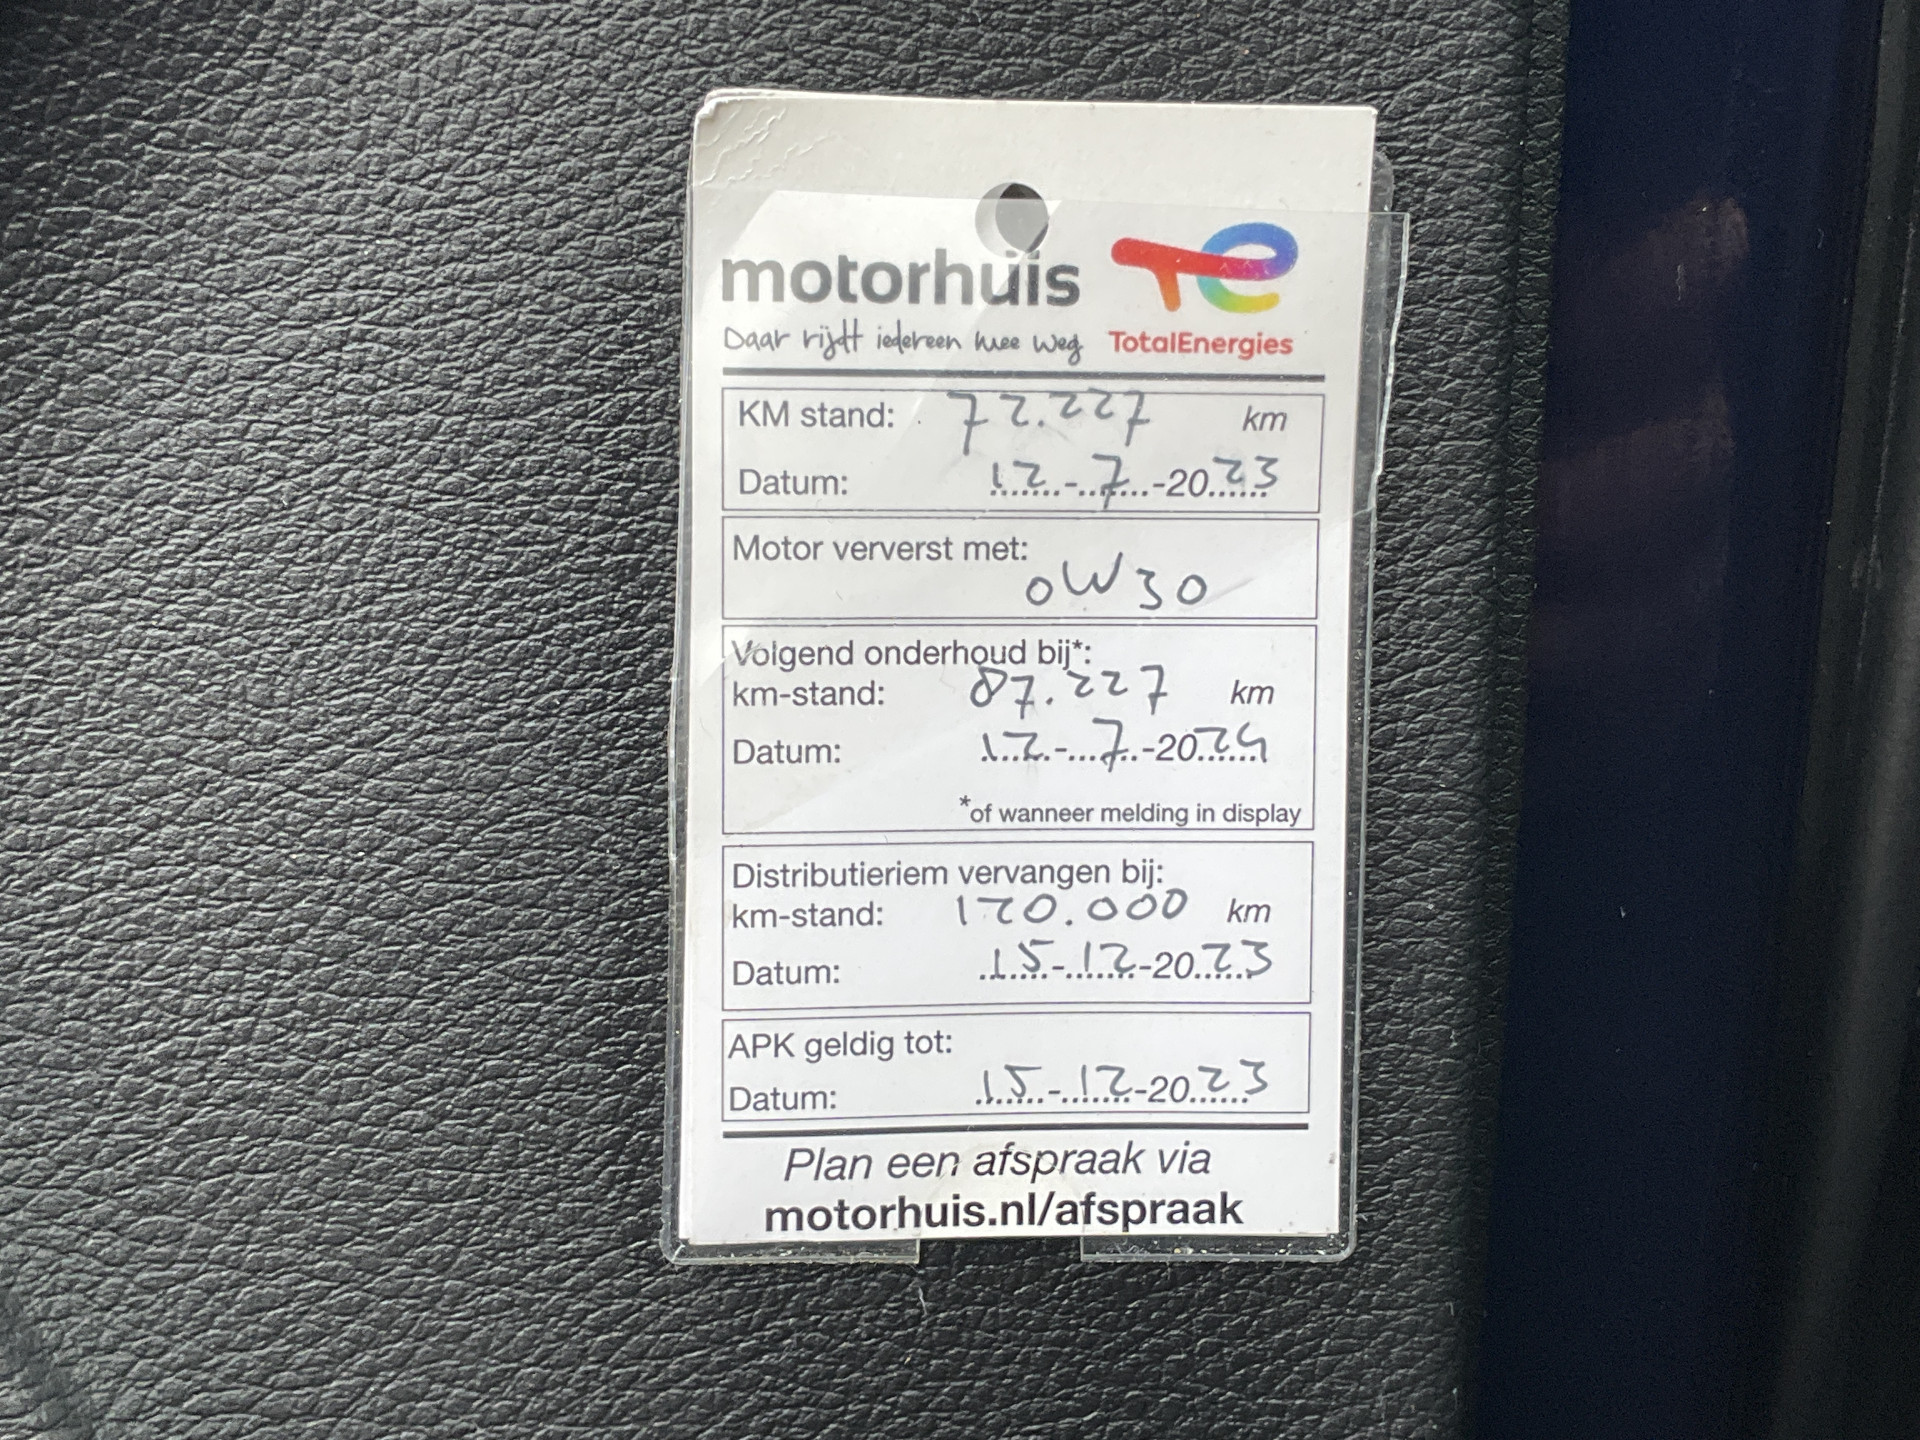 motorhuis
Daar rijdt iedereen mee weg
TotalEnergies
KM stand: 72.227 km
Datum: 12-7-2023
Motor ververst met:
0W30
Volgend onderhoud bij*:
km-stand: 87.227 km
Datum: 12-7-2024
*of wanneer melding in display
Distributieriem vervangen bij:
km-stand: 120.000 km
Datum: 15-12-2023
APK geldig tot:
Datum: 15-12-2023
Plan een afspraak via
motorhuis.nl/afspraak